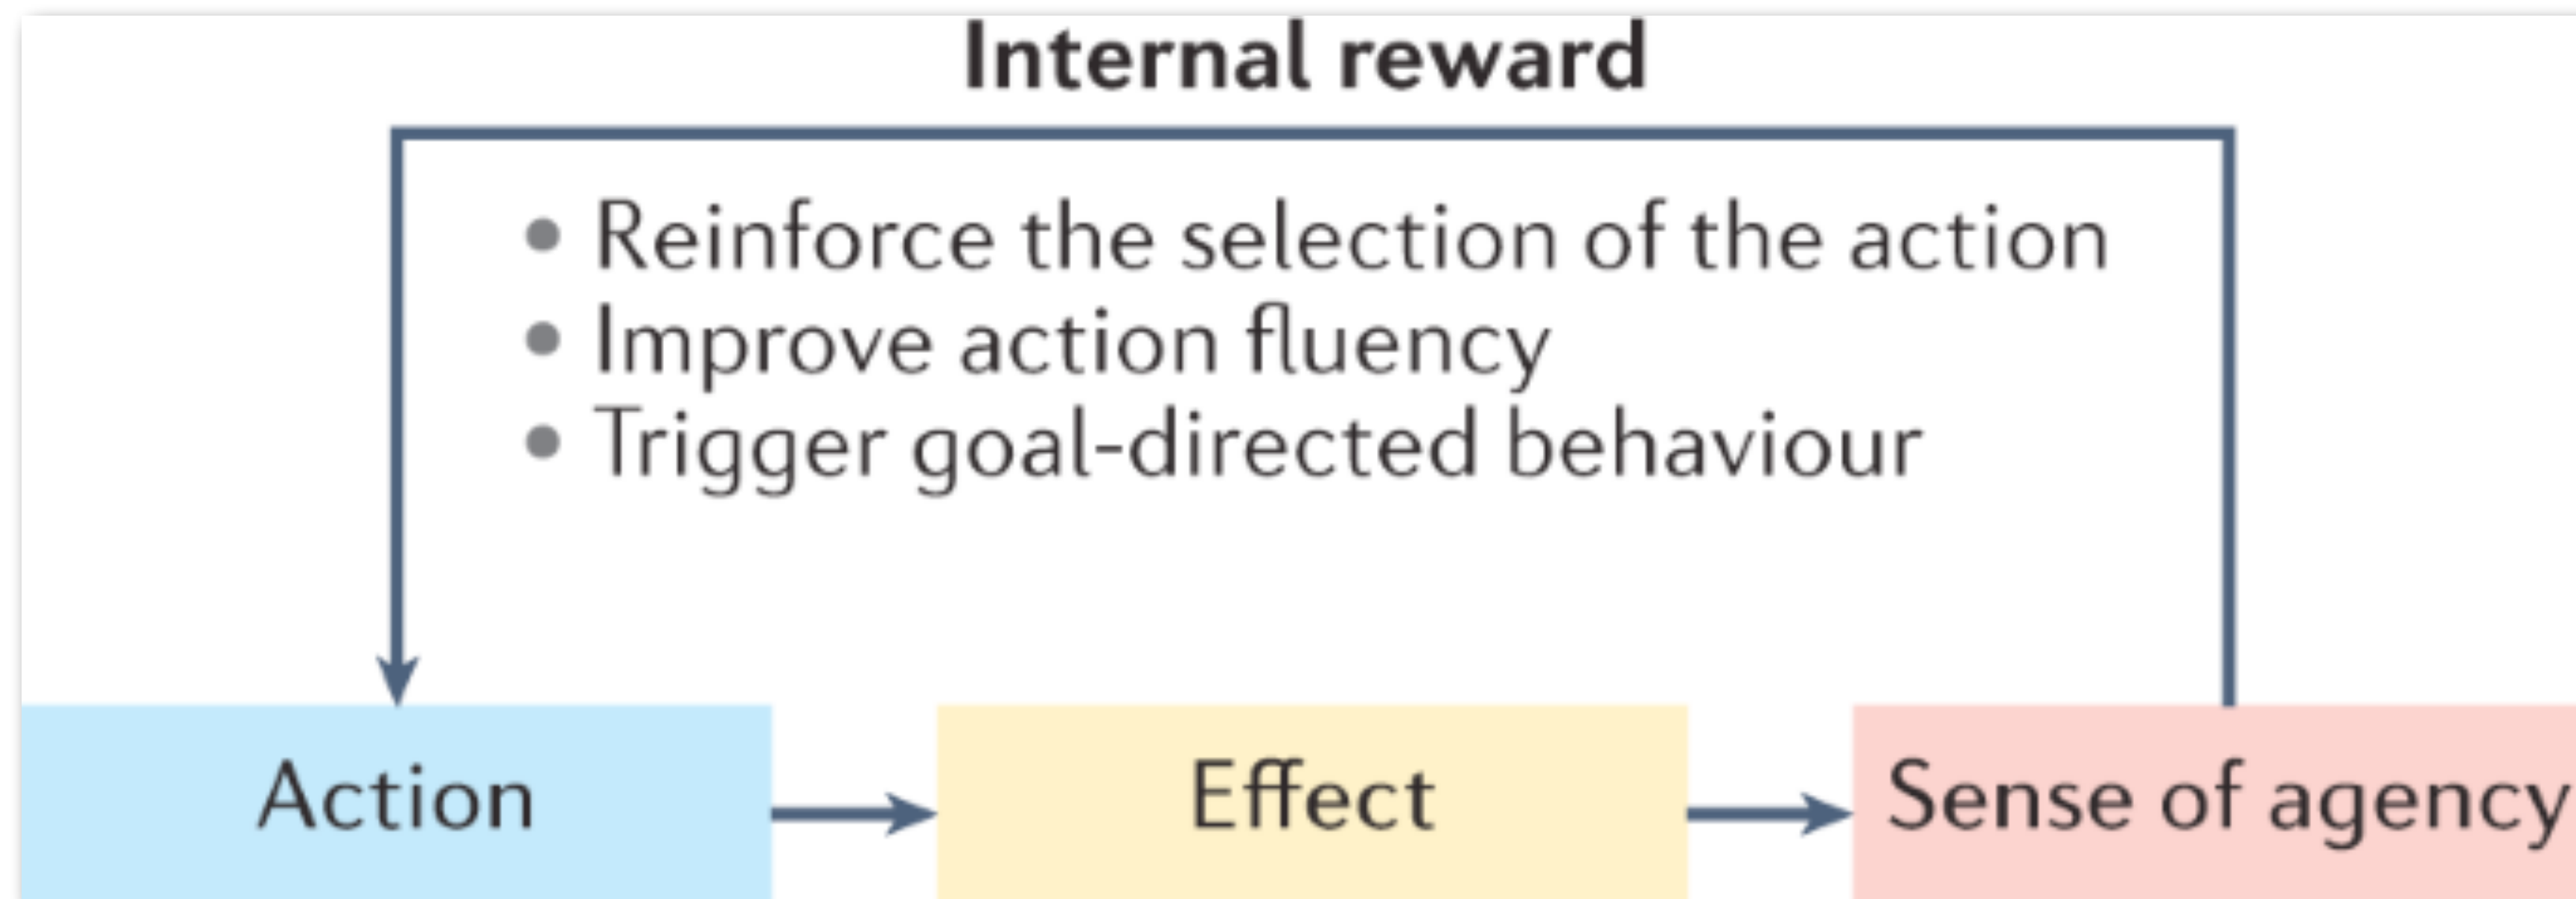 Internal reward
• Reinforce the selection of the action
• Improve action fluency
• Trigger goal-directed behaviour
Action
Effect
Sense of agency